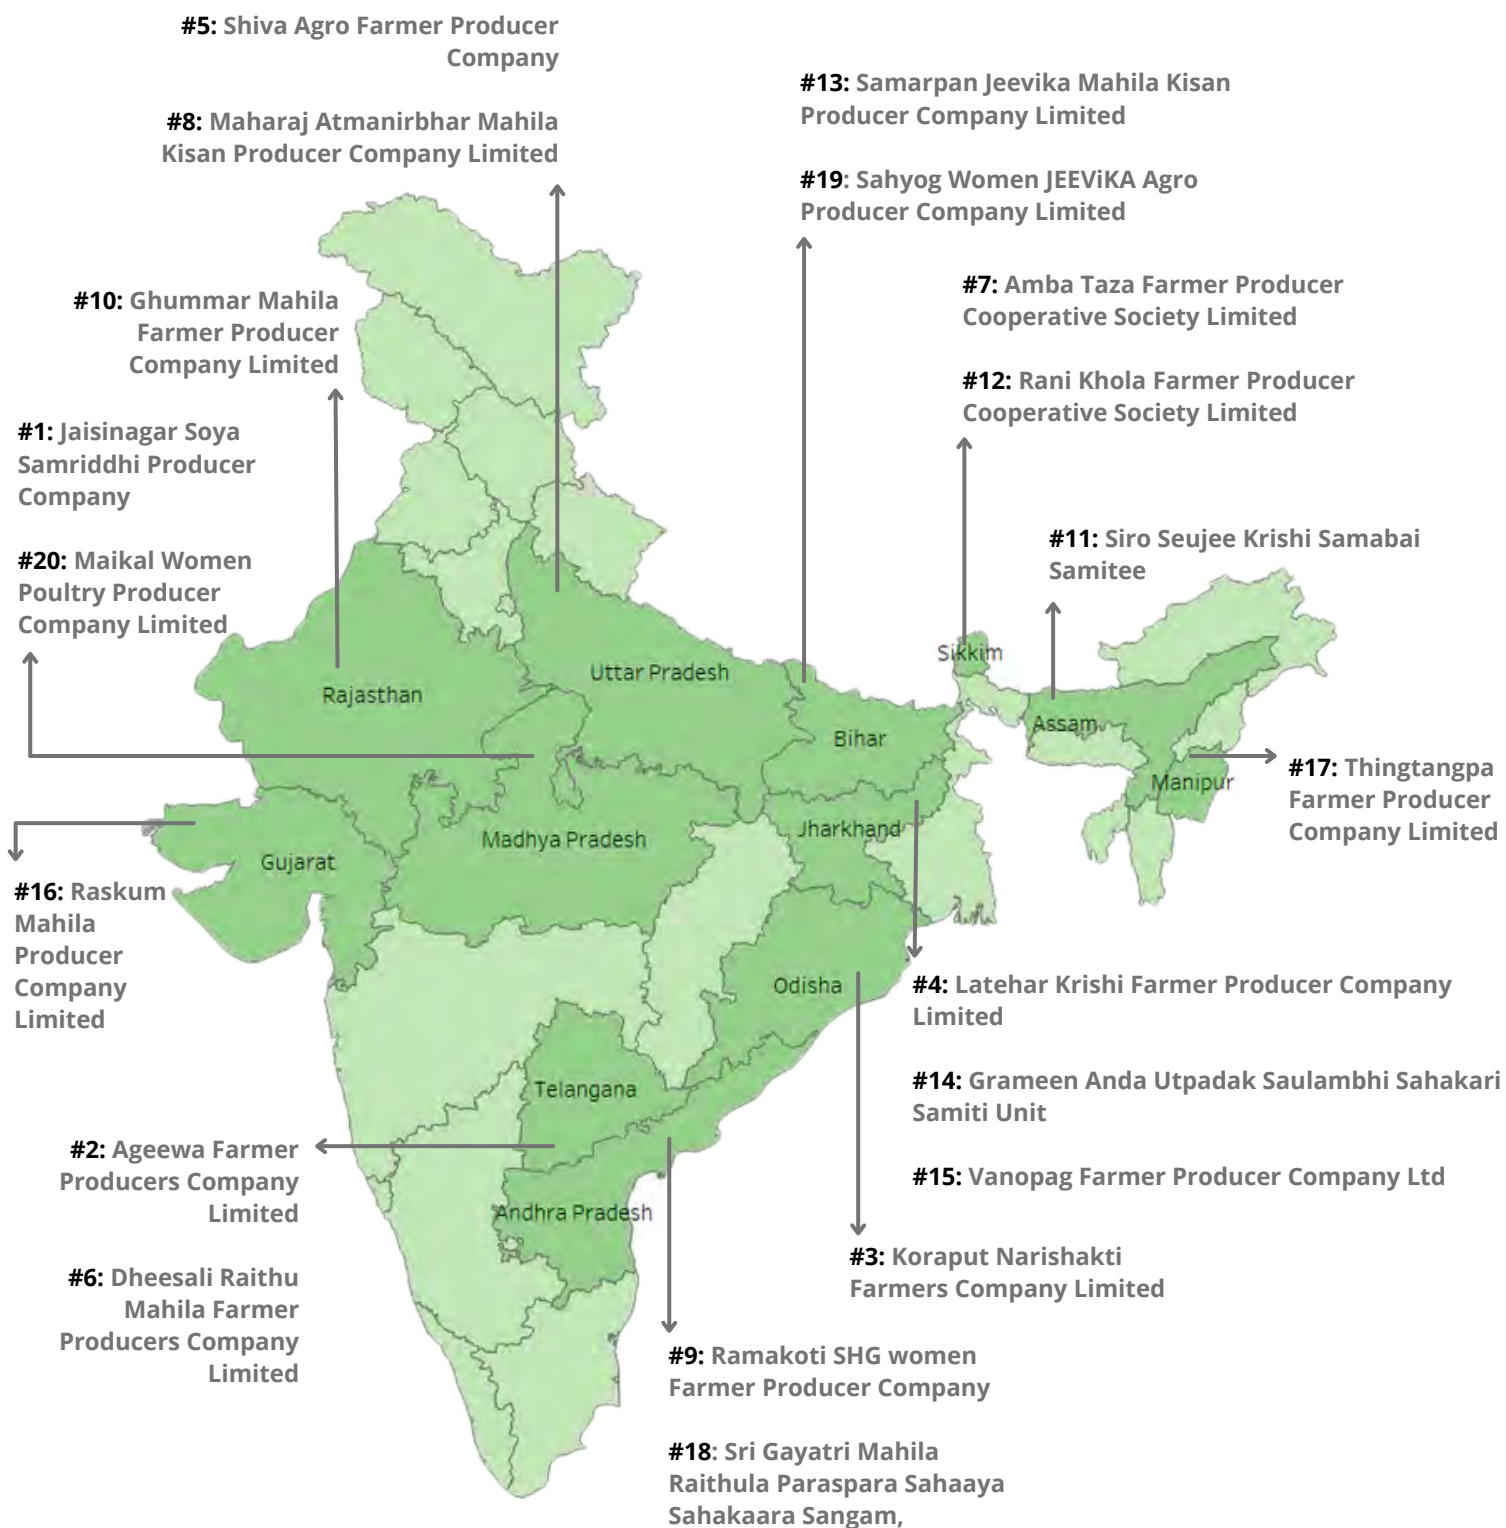 #5: Shiva Agro Farmer Producer
Company
#8: Maharaj Atmanirbhar Mahila
Kisan Producer Company Limited
#13: Samarpan Jeevika Mahila Kisan
Producer Company Limited
#19: Sahyog Women JEEViKA Agro
Producer Company Limited
#10: Ghummar Mahila
Farmer Producer
Company Limited
#7: Amba Taza Farmer Producer
Cooperative Society Limited
#12: Rani Khola Farmer Producer
Cooperative Society Limited
#1: Jaisinagar Soya
Samriddhi Producer
Company
#20: Maikal Women
Poultry Producer
Company Limited
#11: Siro Seujee Krishi Samabai
Samitee
Sikkim
Uttar Pradesh
Rajasthan
Assam
Bihar
Manipur
#17: Thingtangpa
Farmer Producer
Company Limited
Jharkhand
Madhya Pradesh
Gujarat
#16: Raskum
Mahila
Producer
Company
Limited
Odisha
#4: Latehar Krishi Farmer Producer Company
Limited
#14: Grameen Anda Utpadak Saulambhi Sahakari
Samiti Unit
#15: Vanopag Farmer Producer Company Ltd
Telangana
#2: Ageewa Farmer
Producers Company
Limited
#6: Dheesali Raithu
Mahila Farmer
Producers Company
Limited
Andhra Pradesh
#3: Koraput Narishakti
Farmers Company Limited
#9: Ramakoti SHG women
Farmer Producer Company
#18: Sri Gayatri Mahila
Raithula Paraspara Sahaaya
Sahakaara Sangam,